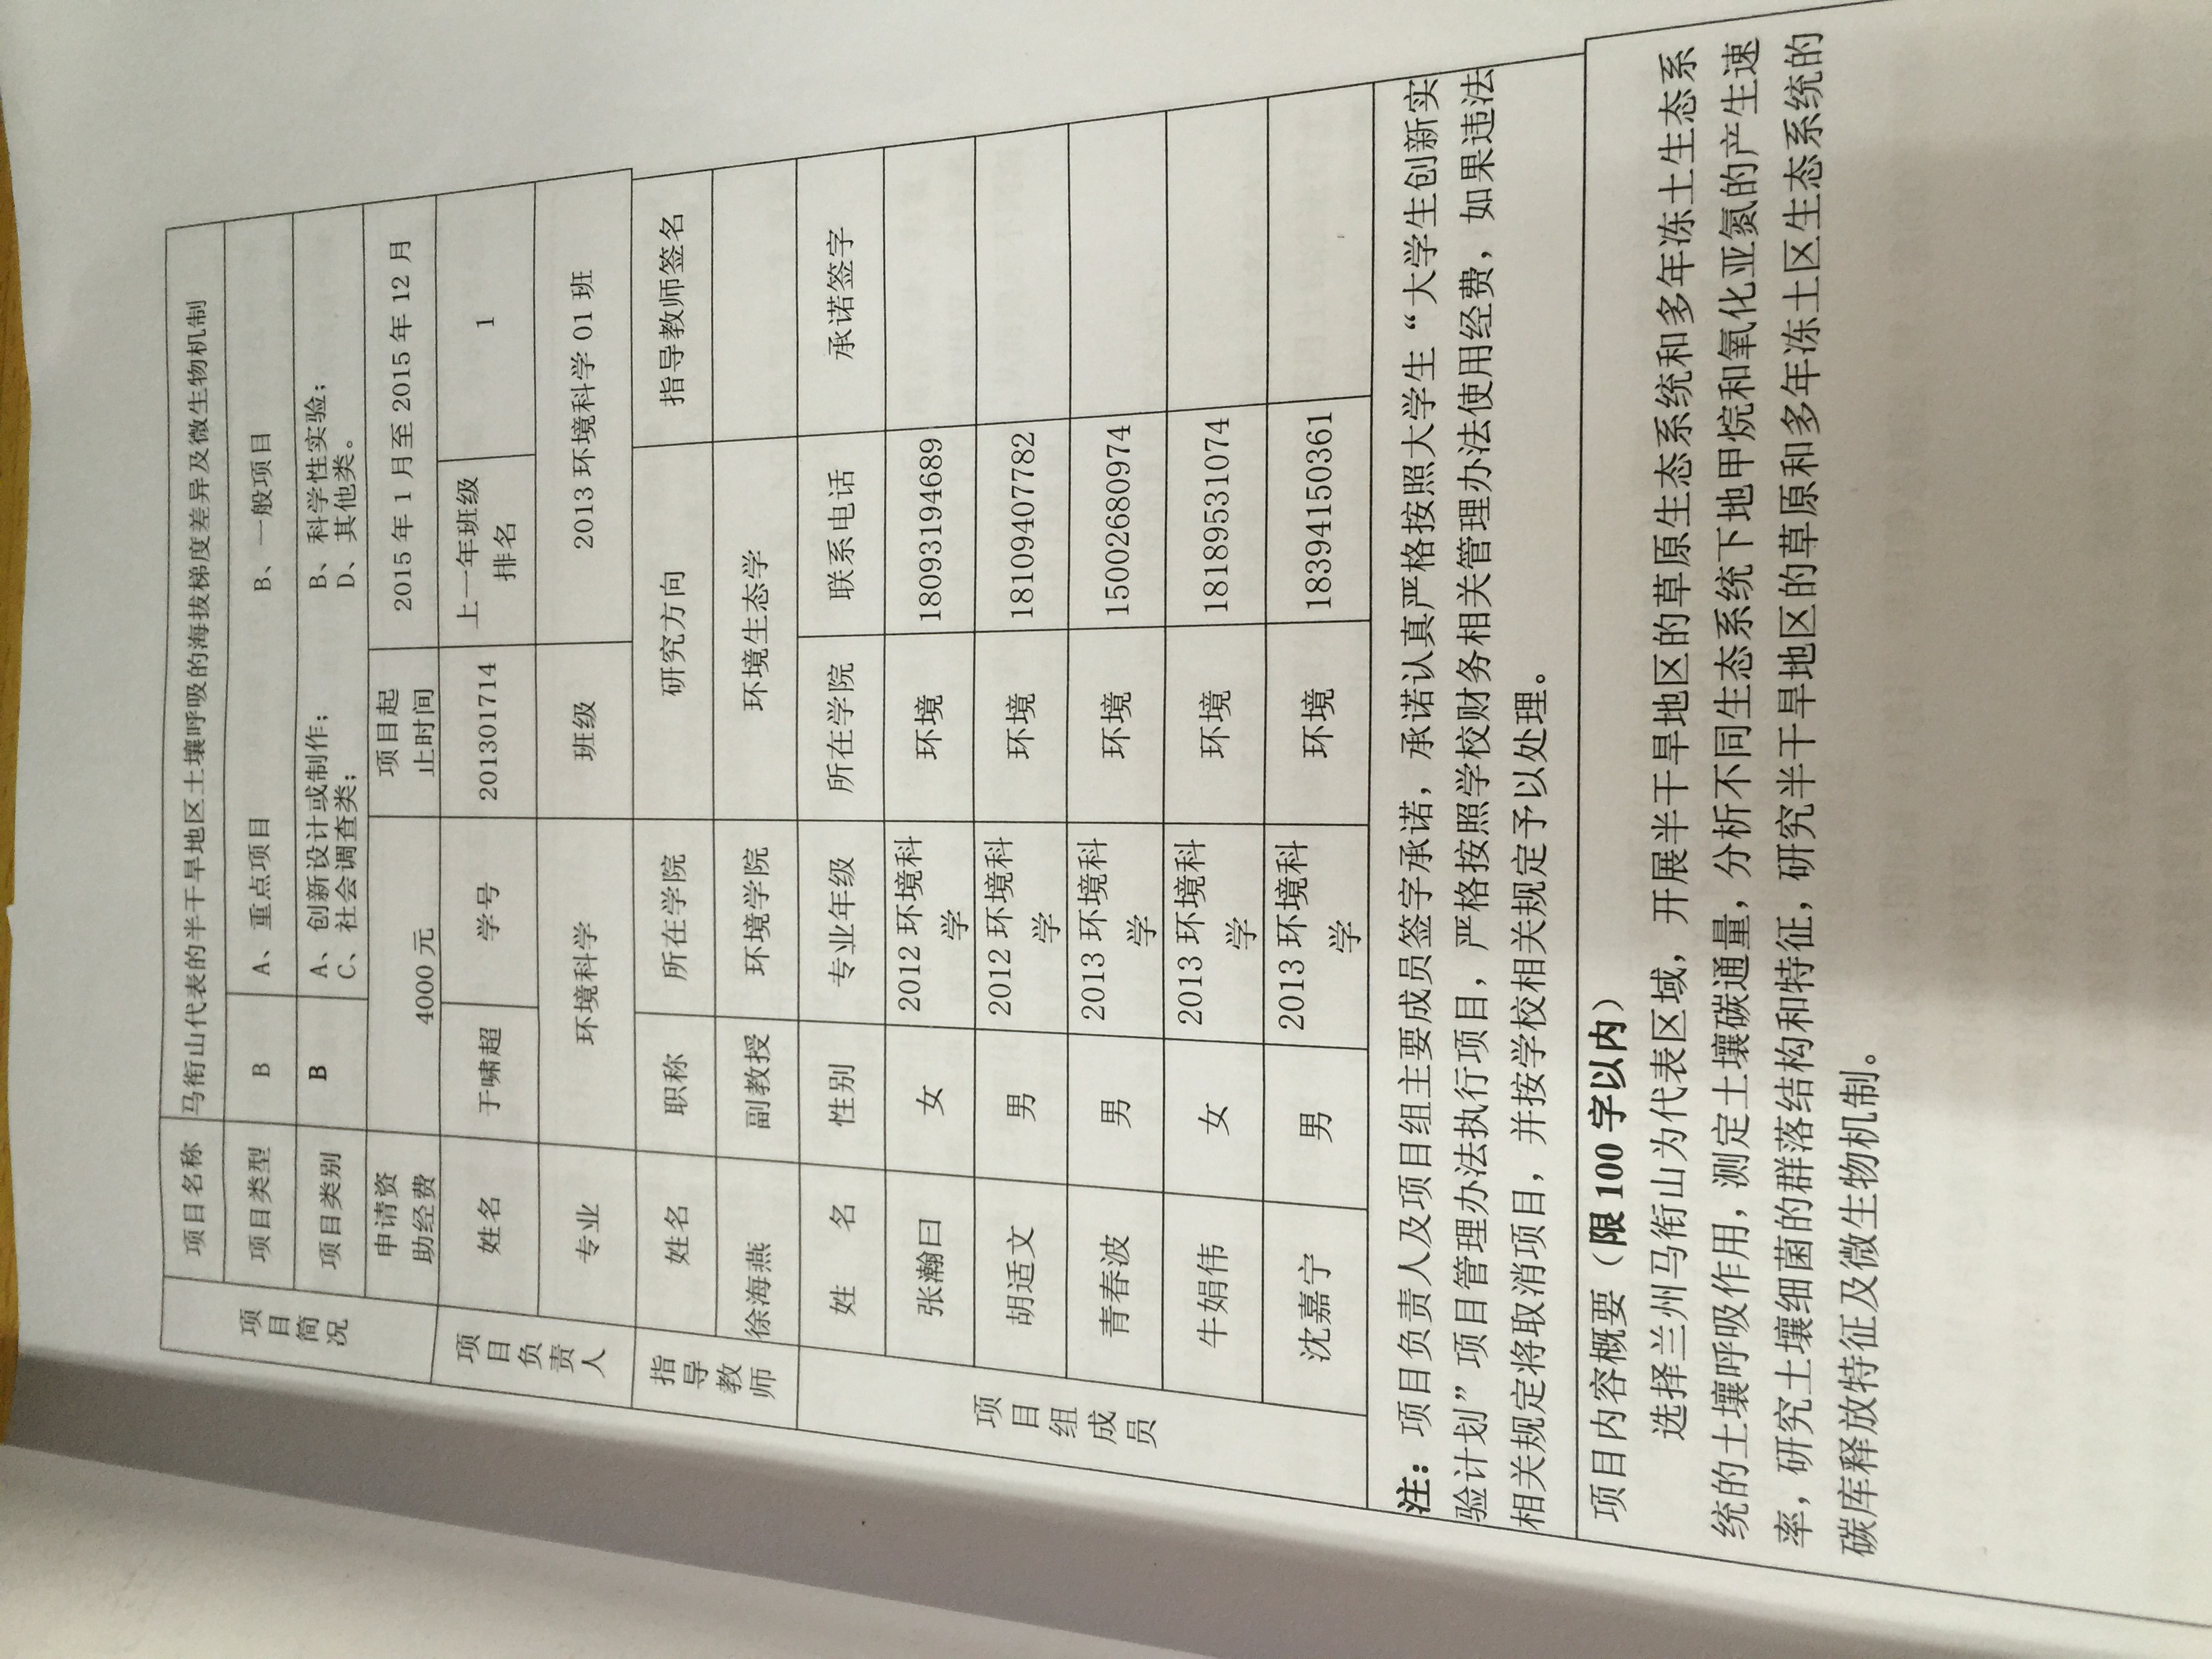 项目简况
项目名称 马衔山代表的半干旱地区土壤呼吸的海拔梯度差异及微生物机制
项目类型 B A、重点项目 B、一般项目
项目类别 B A、创新设计或制作； B、科学性实验；
C、社会调查类； D、其他类。
申请资助经费 4000 元 项目起止时间 2015 年 1 月至 2015 年 12 月
项目负责人
姓名 于啸超 学号 201301714 上一年班级排名 1
专业 环境科学 班级 2013 环境科学 01 班
指导教师
姓名 职称 所在学院 研究方向 指导教师签名
徐海燕 副教授 环境学院 环境生态学
项目组成员
姓 名 性别 专业年级 所在学院 联系电话 承诺签字
张瀚曰 女 2012 环境科学 环境 18093194689
胡适文 男 2012 环境科学 环境 18109407782
青春波 男 2013 环境科学 环境 15002680974
牛娟伟 女 2013 环境科学 环境 18189531074
沈嘉宁 男 2013 环境科学 环境 18394150361
注：项目负责人及项目组主要成员签字承诺，承诺认真严格按照大学生“大学生创新实
验计划”项目管理办法执行项目，严格按照学校财务相关管理办法使用经费，如果违法
相关规定将取消项目，并按学校相关规定予以处理。
项目内容概要（限 100 字以内）
选择兰州马衔山为代表区域，开展半干旱地区的草原生态系统和多年冻土生态系
统的土壤呼吸作用，测定土壤碳通量，分析不同生态系统下地甲烷和氧化亚氮的产生速
率，研究土壤细菌的群落结构和特征，研究半干旱地区的草原和多年冻土区生态系统的
碳库释放特征及微生物机制。